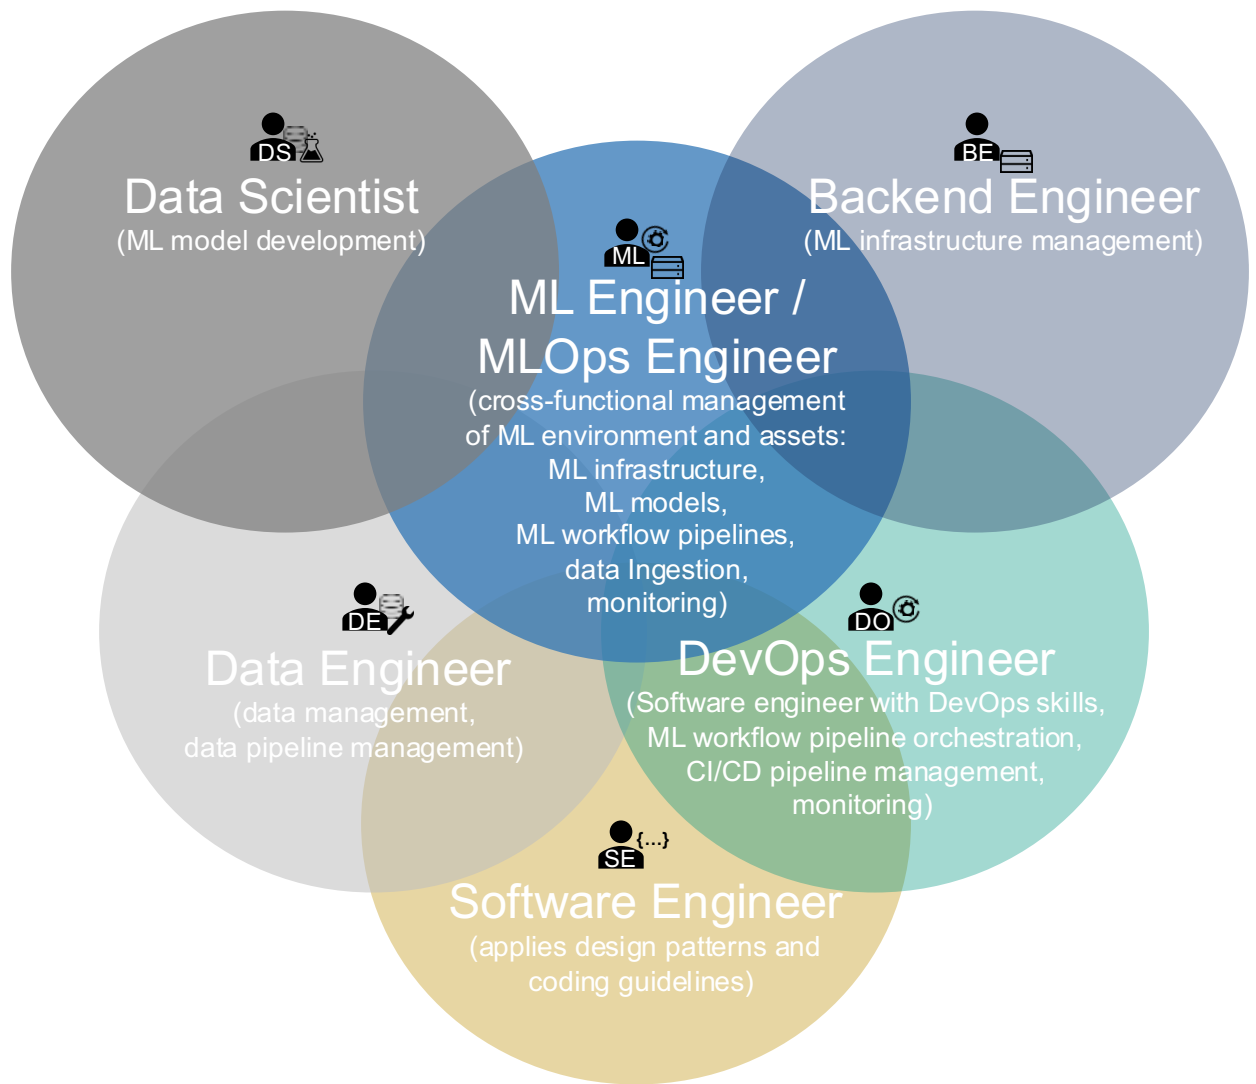 DS
Data Scientist
(ML model development)
BE
Backend Engineer
(ML infrastructure management)
ML
ML Engineer /
MLOps Engineer
(cross-functional management
of ML environment and assets:
ML infrastructure,
ML models,
ML workflow pipelines,
data Ingestion,
monitoring)
DE
Data Engineer
(data management,
data pipeline management)
DO
DevOps Engineer
(Software engineer with DevOps skills,
ML workflow pipeline orchestration,
CI/CD pipeline management,
monitoring)
{...}
SE
Software Engineer
(applies design patterns and
coding guidelines)